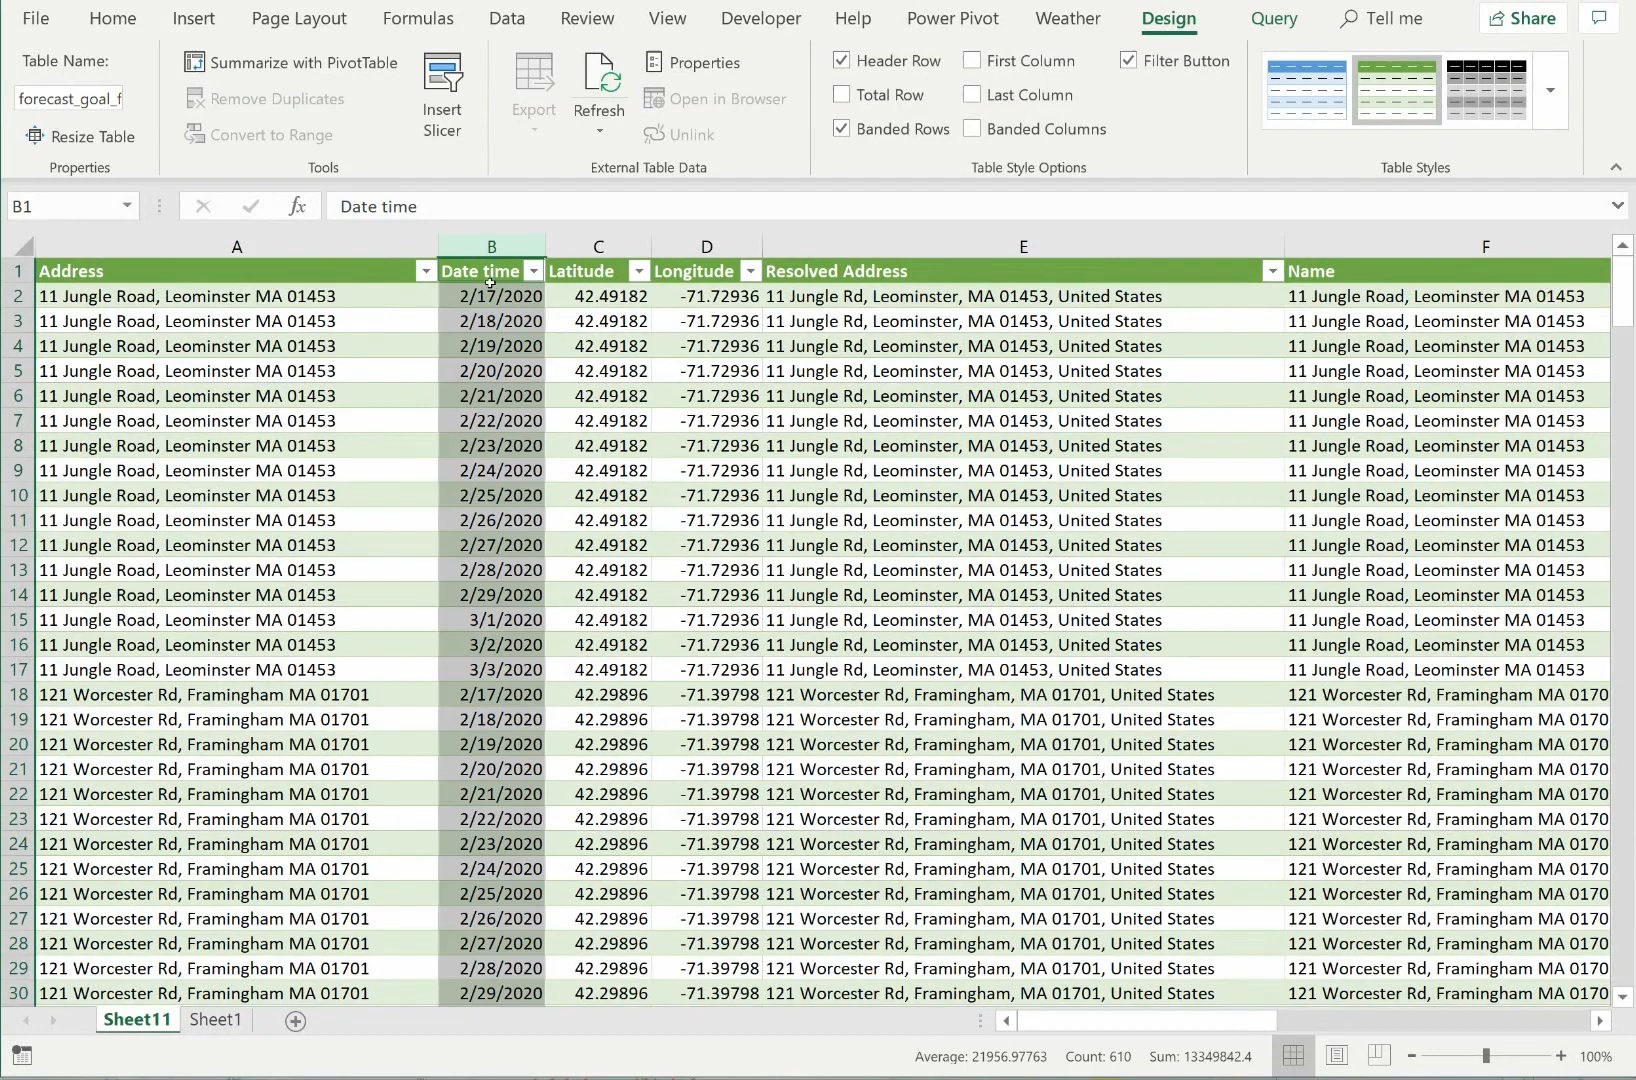 File Home Insert Page Layout Formulas Data Review View Developer Help Power Pivot Weather Design Query Tell me Share
Table Name:
forecast_goal_f
Resize Table
Properties
Summarize with PivotTable
Remove Duplicates
Convert to Range
Insert
Slicer
Tools
Export
Refresh
Properties
Open in Browser
Unlink
External Table Data
Header Row First Column Filter Button
Total Row Last Column
Banded Rows Banded Columns
Table Style Options
Table Styles
B1 fx Date time
A B C D E F
1 Address Date time Latitude Longitude Resolved Address Name
2 11 Jungle Road, Leominster MA 01453 2/17/2020 42.49182 -71.72936 11 Jungle Rd, Leominster, MA 01453, United States 11 Jungle Road, Leominster MA 01453
3 11 Jungle Road, Leominster MA 01453 2/18/2020 42.49182 -71.72936 11 Jungle Rd, Leominster, MA 01453, United States 11 Jungle Road, Leominster MA 01453
4 11 Jungle Road, Leominster MA 01453 2/19/2020 42.49182 -71.72936 11 Jungle Rd, Leominster, MA 01453, United States 11 Jungle Road, Leominster MA 01453
5 11 Jungle Road, Leominster MA 01453 2/20/2020 42.49182 -71.72936 11 Jungle Rd, Leominster, MA 01453, United States 11 Jungle Road, Leominster MA 01453
6 11 Jungle Road, Leominster MA 01453 2/21/2020 42.49182 -71.72936 11 Jungle Rd, Leominster, MA 01453, United States 11 Jungle Road, Leominster MA 01453
7 11 Jungle Road, Leominster MA 01453 2/22/2020 42.49182 -71.72936 11 Jungle Rd, Leominster, MA 01453, United States 11 Jungle Road, Leominster MA 01453
8 11 Jungle Road, Leominster MA 01453 2/23/2020 42.49182 -71.72936 11 Jungle Rd, Leominster, MA 01453, United States 11 Jungle Road, Leominster MA 01453
9 11 Jungle Road, Leominster MA 01453 2/24/2020 42.49182 -71.72936 11 Jungle Rd, Leominster, MA 01453, United States 11 Jungle Road, Leominster MA 01453
10 11 Jungle Road, Leominster MA 01453 2/25/2020 42.49182 -71.72936 11 Jungle Rd, Leominster, MA 01453, United States 11 Jungle Road, Leominster MA 01453
11 11 Jungle Road, Leominster MA 01453 2/26/2020 42.49182 -71.72936 11 Jungle Rd, Leominster, MA 01453, United States 11 Jungle Road, Leominster MA 01453
12 11 Jungle Road, Leominster MA 01453 2/27/2020 42.49182 -71.72936 11 Jungle Rd, Leominster, MA 01453, United States 11 Jungle Road, Leominster MA 01453
13 11 Jungle Road, Leominster MA 01453 2/28/2020 42.49182 -71.72936 11 Jungle Rd, Leominster, MA 01453, United States 11 Jungle Road, Leominster MA 01453
14 11 Jungle Road, Leominster MA 01453 2/29/2020 42.49182 -71.72936 11 Jungle Rd, Leominster, MA 01453, United States 11 Jungle Road, Leominster MA 01453
15 11 Jungle Road, Leominster MA 01453 3/1/2020 42.49182 -71.72936 11 Jungle Rd, Leominster, MA 01453, United States 11 Jungle Road, Leominster MA 01453
16 11 Jungle Road, Leominster MA 01453 3/2/2020 42.49182 -71.72936 11 Jungle Rd, Leominster, MA 01453, United States 11 Jungle Road, Leominster MA 01453
17 11 Jungle Road, Leominster MA 01453 3/3/2020 42.49182 -71.72936 11 Jungle Rd, Leominster, MA 01453, United States 11 Jungle Road, Leominster MA 01453
18 121 Worcester Rd, Framingham MA 01701 2/17/2020 42.29896 -71.39798 121 Worcester Rd, Framingham, MA 01701, United States 121 Worcester Rd, Framingham MA 0170
19 121 Worcester Rd, Framingham MA 01701 2/18/2020 42.29896 -71.39798 121 Worcester Rd, Framingham, MA 01701, United States 121 Worcester Rd, Framingham MA 0170
20 121 Worcester Rd, Framingham MA 01701 2/19/2020 42.29896 -71.39798 121 Worcester Rd, Framingham, MA 01701, United States 121 Worcester Rd, Framingham MA 0170
21 121 Worcester Rd, Framingham MA 01701 2/20/2020 42.29896 -71.39798 121 Worcester Rd, Framingham, MA 01701, United States 121 Worcester Rd, Framingham MA 0170
22 121 Worcester Rd, Framingham MA 01701 2/21/2020 42.29896 -71.39798 121 Worcester Rd, Framingham, MA 01701, United States 121 Worcester Rd, Framingham MA 0170
23 121 Worcester Rd, Framingham MA 01701 2/22/2020 42.29896 -71.39798 121 Worcester Rd, Framingham, MA 01701, United States 121 Worcester Rd, Framingham MA 0170
24 121 Worcester Rd, Framingham MA 01701 2/23/2020 42.29896 -71.39798 121 Worcester Rd, Framingham, MA 01701, United States 121 Worcester Rd, Framingham MA 0170
25 121 Worcester Rd, Framingham MA 01701 2/24/2020 42.29896 -71.39798 121 Worcester Rd, Framingham, MA 01701, United States 121 Worcester Rd, Framingham MA 0170
26 121 Worcester Rd, Framingham MA 01701 2/25/2020 42.29896 -71.39798 121 Worcester Rd, Framingham, MA 01701, United States 121 Worcester Rd, Framingham MA 0170
27 121 Worcester Rd, Framingham MA 01701 2/26/2020 42.29896 -71.39798 121 Worcester Rd, Framingham, MA 01701, United States 121 Worcester Rd, Framingham MA 0170
28 121 Worcester Rd, Framingham MA 01701 2/27/2020 42.29896 -71.39798 121 Worcester Rd, Framingham, MA 01701, United States 121 Worcester Rd, Framingham MA 0170
29 121 Worcester Rd, Framingham MA 01701 2/28/2020 42.29896 -71.39798 121 Worcester Rd, Framingham, MA 01701, United States 121 Worcester Rd, Framingham MA 0170
30 121 Worcester Rd, Framingham MA 01701 2/29/2020 42.29896 -71.39798 121 Worcester Rd, Framingham, MA 01701, United States 121 Worcester Rd, Framingham MA 0170
Sheet11 Sheet1
Average: 21956.97763 Count: 610 Sum: 13349842.4 100%